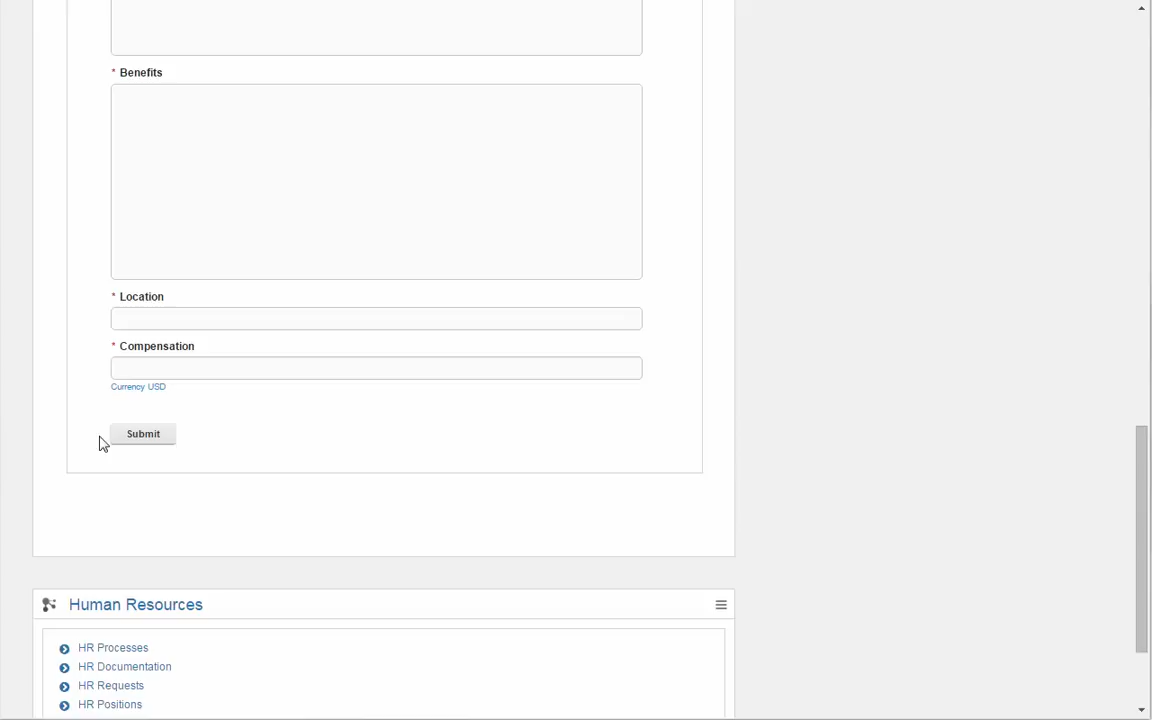 * Benefits
* Location
* Compensation
Currency USD
Submit
Human Resources
HR Processes
HR Documentation
HR Requests
HR Positions